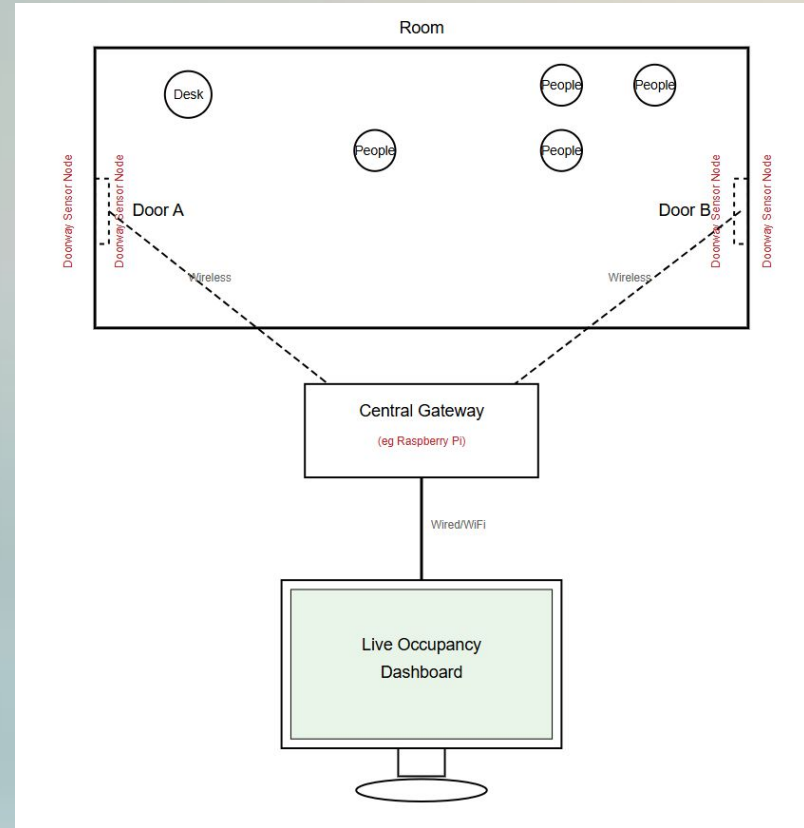 Room
Desk
People
People
People
People
Doorway Sensor Node
Doorway Sensor Node
Door A
Door B
Doorway Sensor Node
Doorway Sensor Node
Wireless
Wireless
Central Gateway
(eg Raspberry Pi)
Wired/WiFi
Live Occupancy
Dashboard